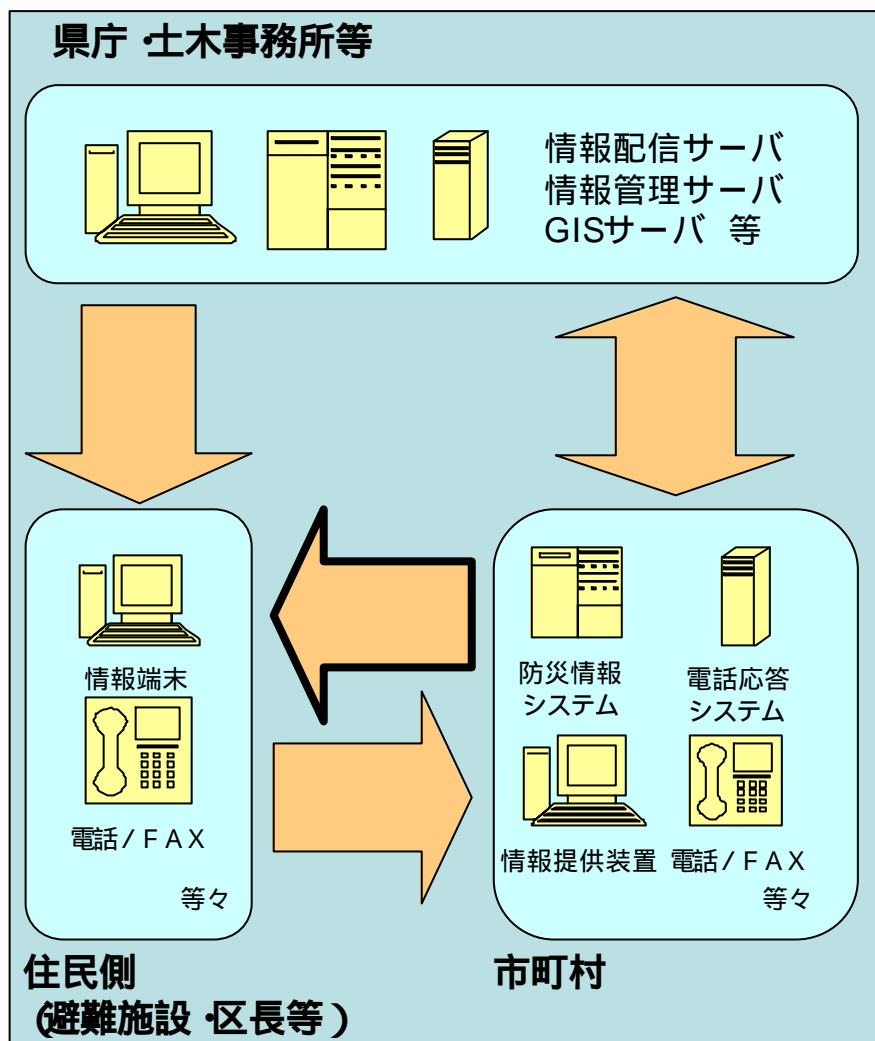 県庁・土木事務所等
情報配信サーバ
情報管理サーバ
GISサーバ 等
情報端末
電話/FAX
等々
住民側
(避難施設・区長等)
防災情報
システム
電話応答
システム
情報提供装置
電話/FAX
等々
市町村